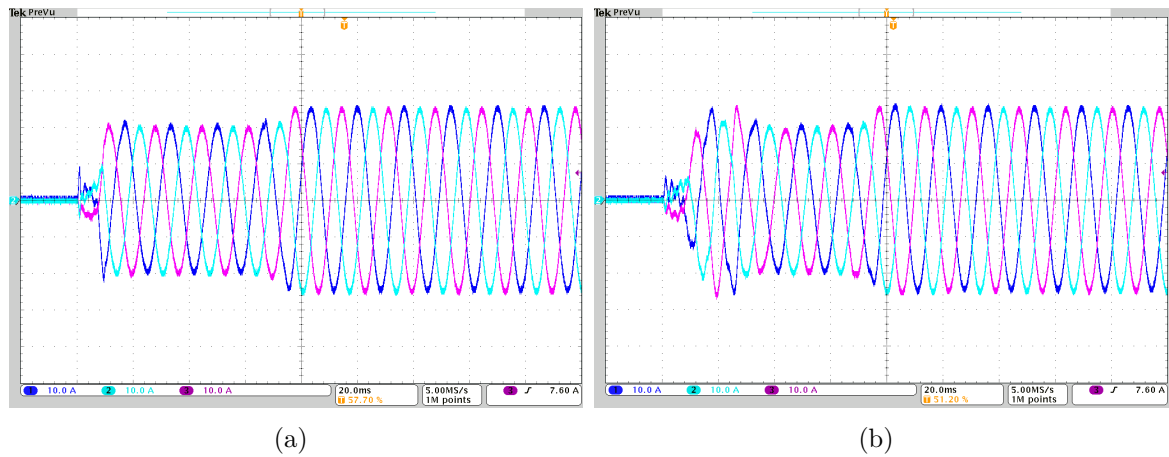 Tek PreVu
T
T
2
1 10.0 A 2 10.0 A 3 10.0 A
20.0ms
T 57.70 %
5.00MS/s
1M points
3 7.60 A
(a)
Tek PreVu
T
T
2
1 10.0 A 2 10.0 A 3 10.0 A
20.0ms
T 51.20 %
5.00MS/s
1M points
3 7.60 A
(b)